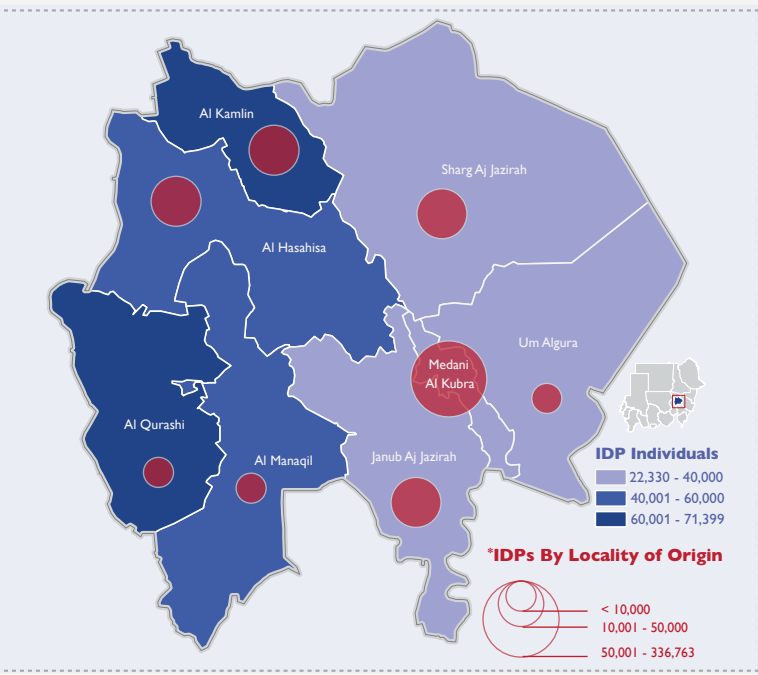 Al Kamlin
Sharg Aj Jazirah
Al Hasahisa
Um Algura
Medani
Al Kubra
Al Qurashi
Al Manaqil
Janub Aj Jazirah
IDP Individuals
22,330 - 40,000
40,001 - 60,000
60,001 - 71,399
*IDPs By Locality of Origin
< 10,000
10,001 - 50,000
50,001 - 336,763